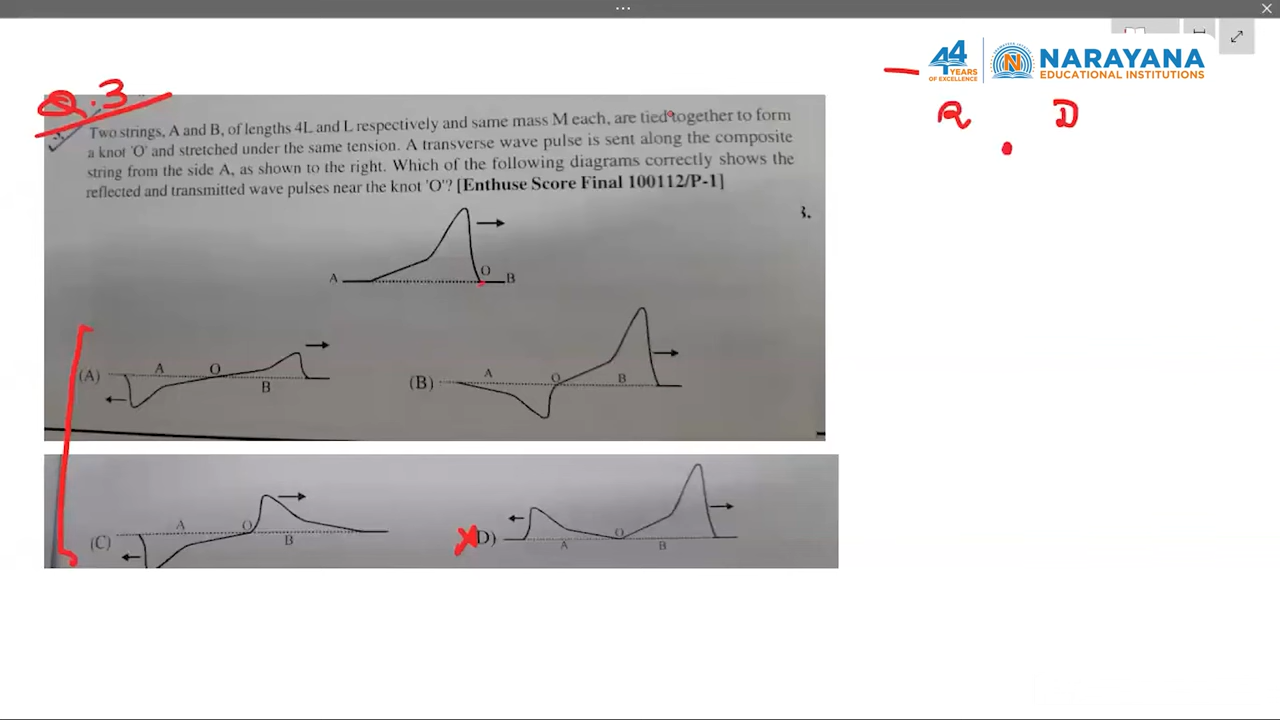 ...
44
YEARS
OF EXCELLENCE
N
NARAYANA
EDUCATIONAL INSTITUTIONS
Q.3
R D
Two strings, A and B, of lengths 4L and L respectively and same mass M each, are tied together to form
a knot 'O' and stretched under the same tension. A transverse wave pulse is sent along the composite
string from the side A, as shown to the right. Which of the following diagrams correctly shows the
reflected and transmitted wave pulses near the knot 'O'? [Enthuse Score Final 100112/P-1]
3.
A O B
(A) A O B
(B) A O B
(C) A O B
D) A O B